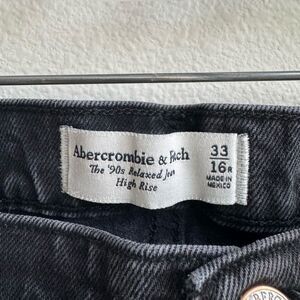 Abercrombie & Fitch
The '90s Relaxed Jean
High Rise
33
16R
MADE IN
MEXICO